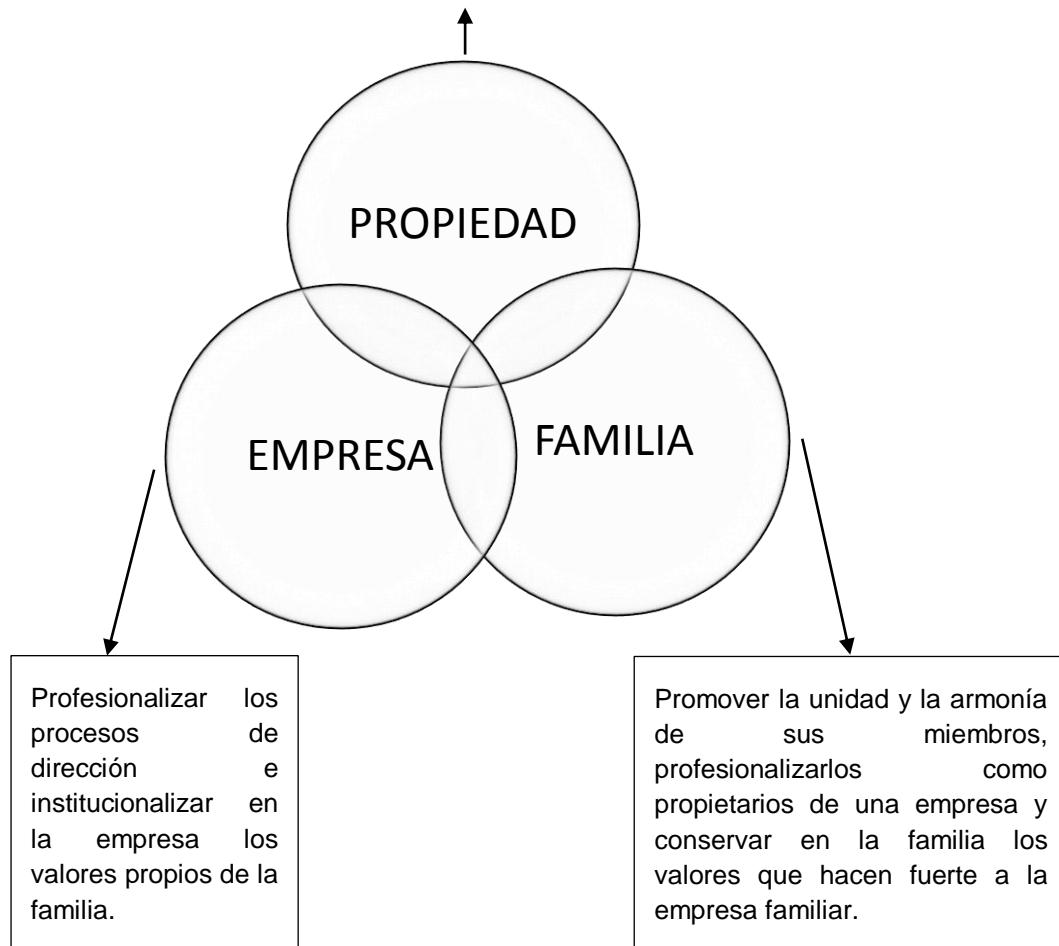 PROPIEDAD
EMPRESA
FAMILIA
Profesionalizar los
procesos de
dirección e
institucionalizar en
la empresa los
valores propios de la
familia.
Promover la unidad y la armonía
de sus miembros,
profesionalizarlos como
propietarios de una empresa y
conservar en la familia los
valores que hacen fuerte a la
empresa familiar.